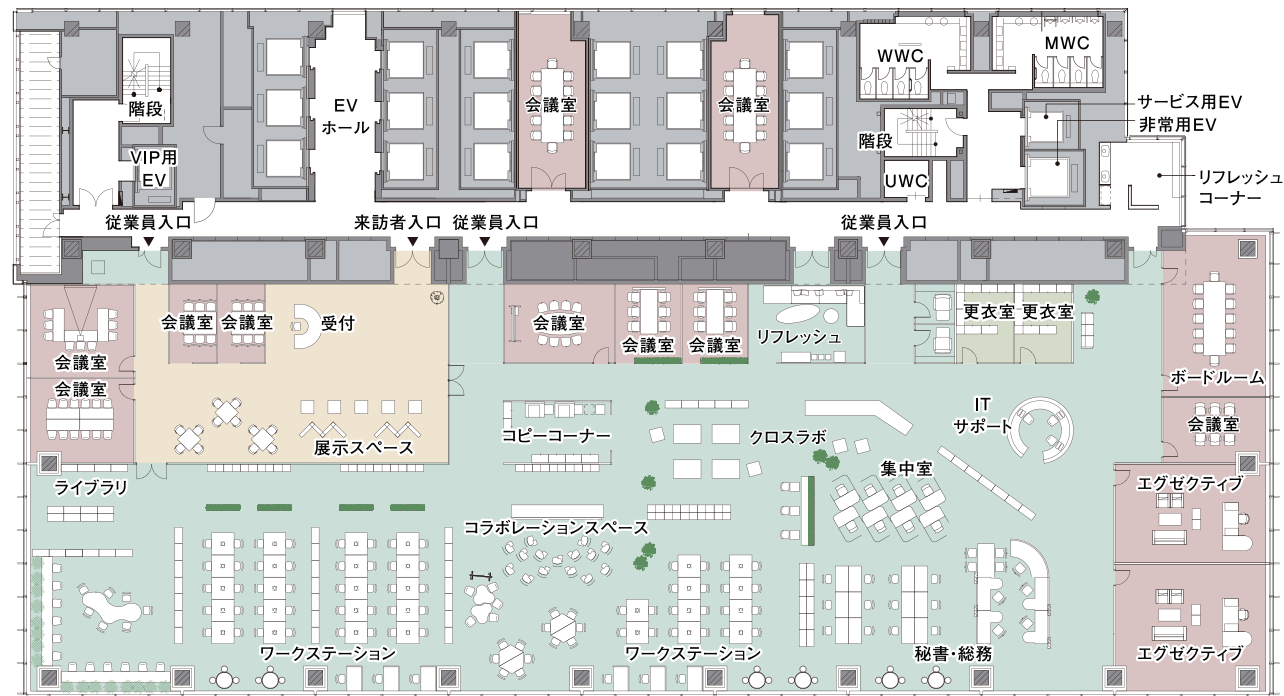 WWC
MWC
階段
EV
ホール
会議室
会議室
サービス用EV
非常用EV
階段
VIP用
EV
UWC
リフレッシュ
コーナー
従業員入口
来訪者入口
従業員入口
従業員入口
会議室
会議室
受付
会議室
会議室
会議室
リフレッシュ
更衣室
更衣室
会議室
会議室
ボードルーム
展示スペース
コピーコーナー
クロスラボ
IT
サポート
会議室
ライブラリ
集中室
エグゼクティブ
コラボレーションスペース
ワークステーション
ワークステーション
秘書・総務
エグゼクティブ